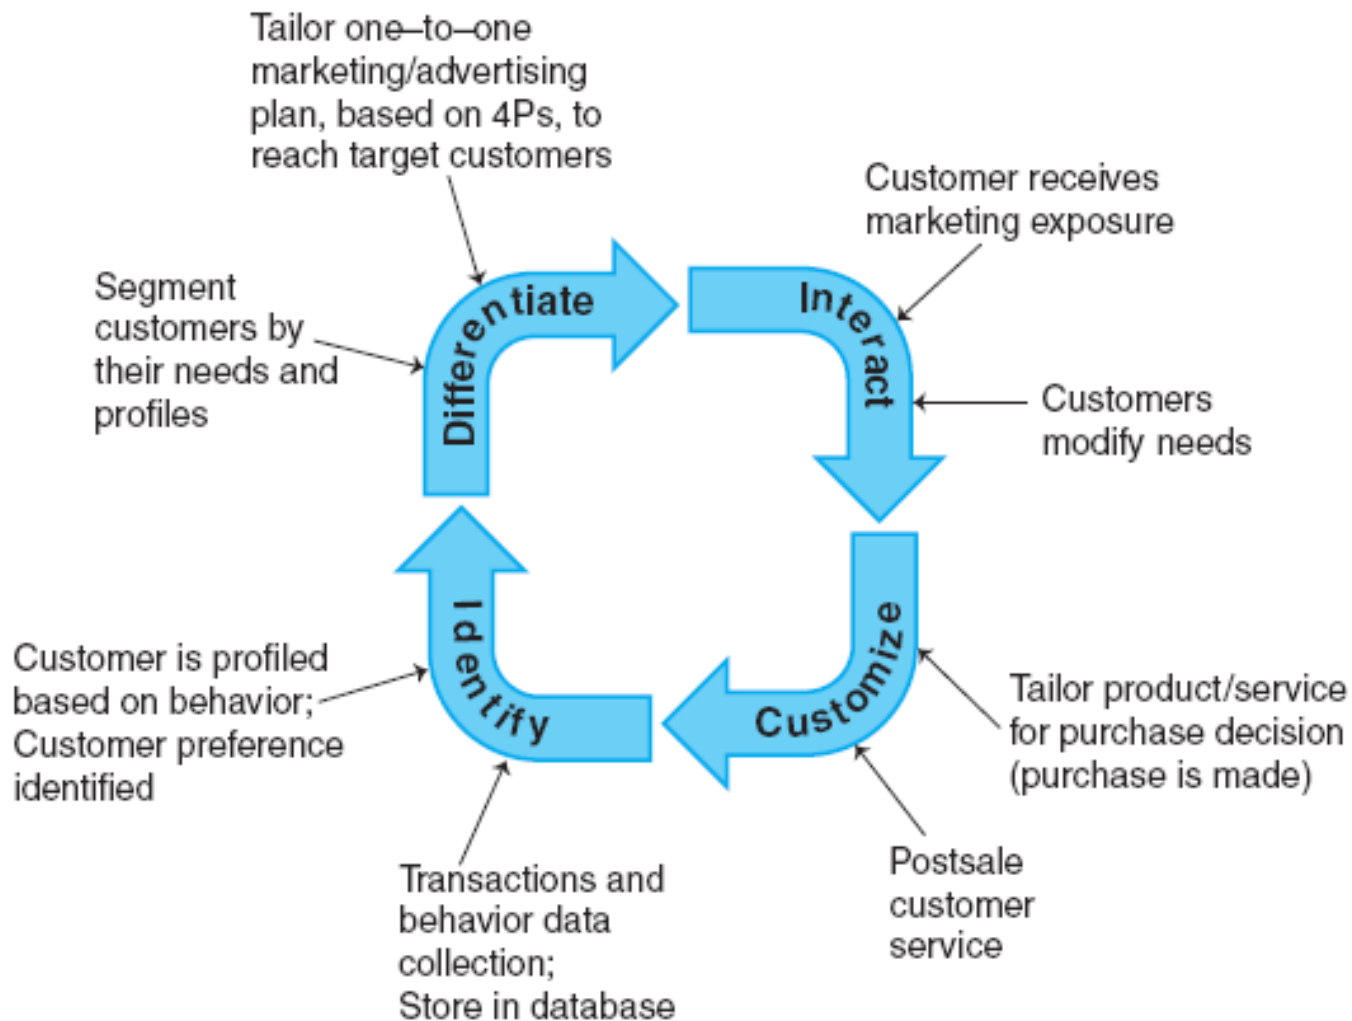 Tailor one–to–one
marketing/advertising
plan, based on 4Ps, to
reach target customers
Customer receives
marketing exposure
Segment
customers by
their needs and
profiles
Differentiate
Interact
Customers
modify needs
Identify
Customize
Customer is profiled
based on behavior;
Customer preference
identified
Tailor product/service
for purchase decision
(purchase is made)
Transactions and
behavior data
collection;
Store in database
Postsale
customer
service